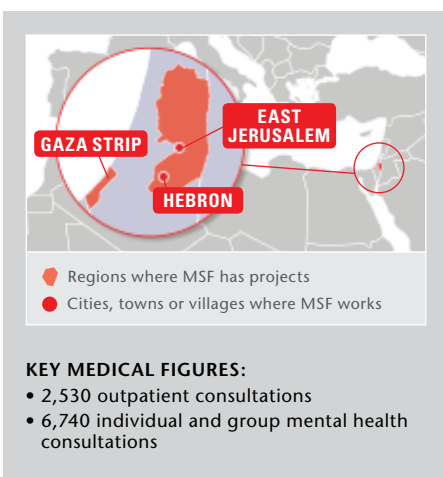 EAST
JERUSALEM
GAZA STRIP
HEBRON
Regions where MSF has projects
Cities, towns or villages where MSF works
KEY MEDICAL FIGURES:
• 2,530 outpatient consultations
• 6,740 individual and group mental health
consultations